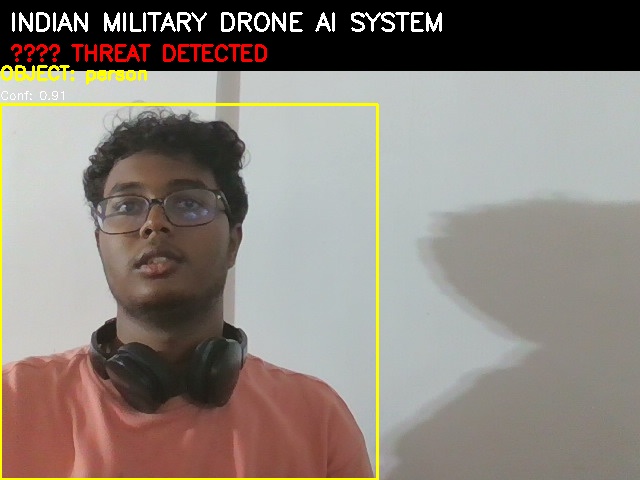 INDIAN MILITARY DRONE AI SYSTEM
???? THREAT DETECTED
OBJECT: person
Conf: 0.91